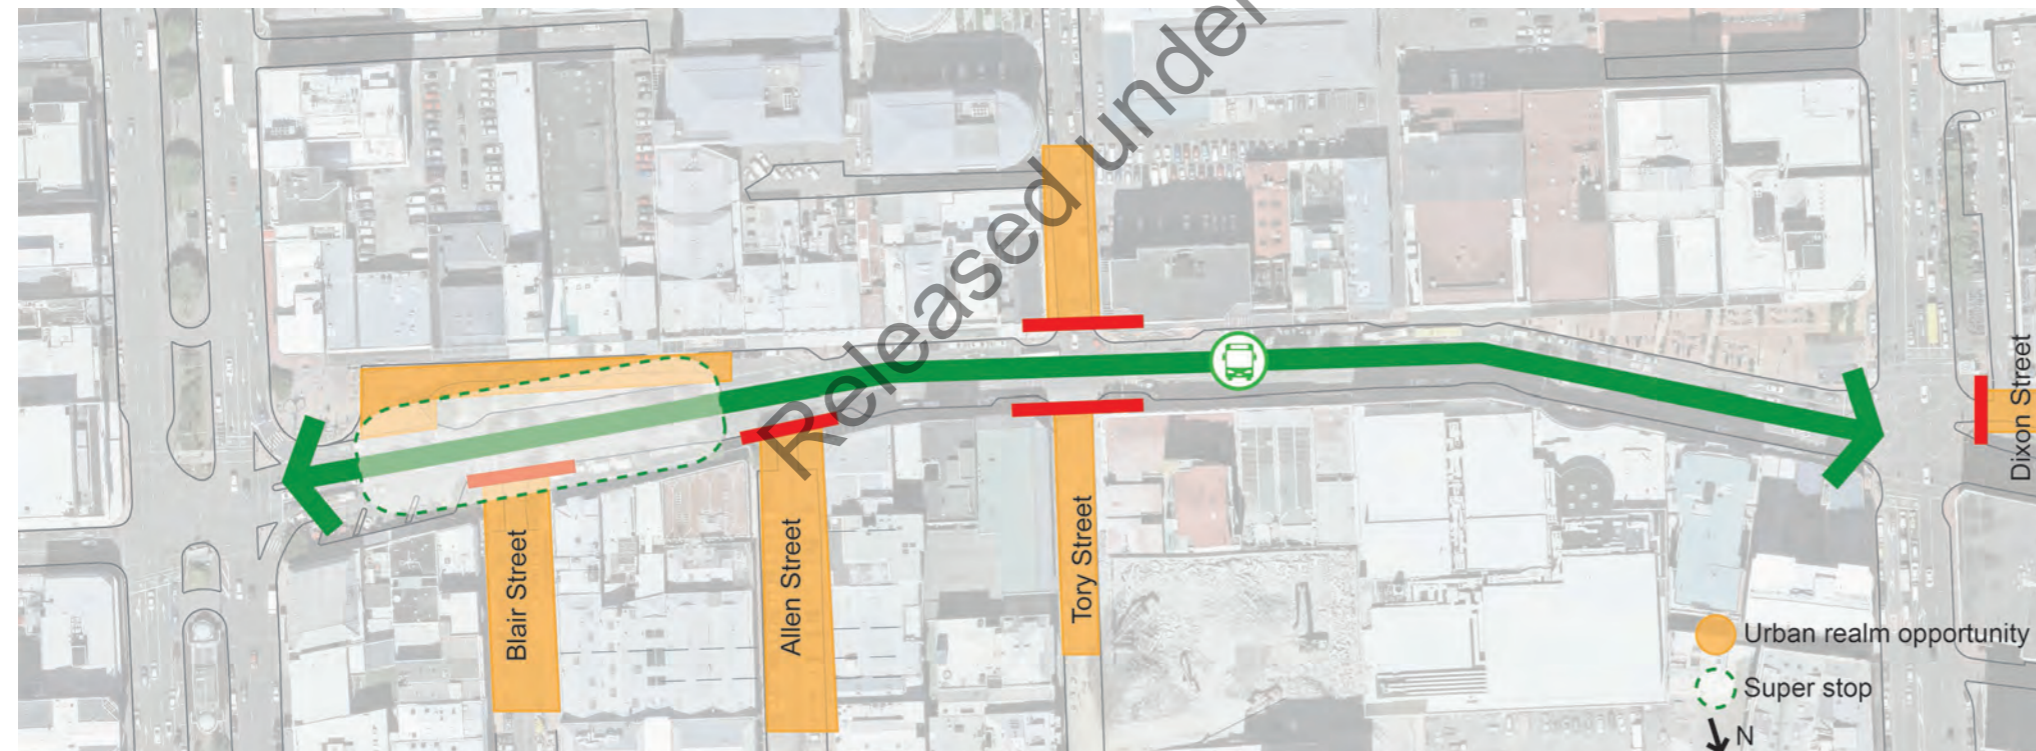 Released under
Dixon Street
Blair Street
Allen Street
Tory Street
Urban realm opportunity
Super stop
N